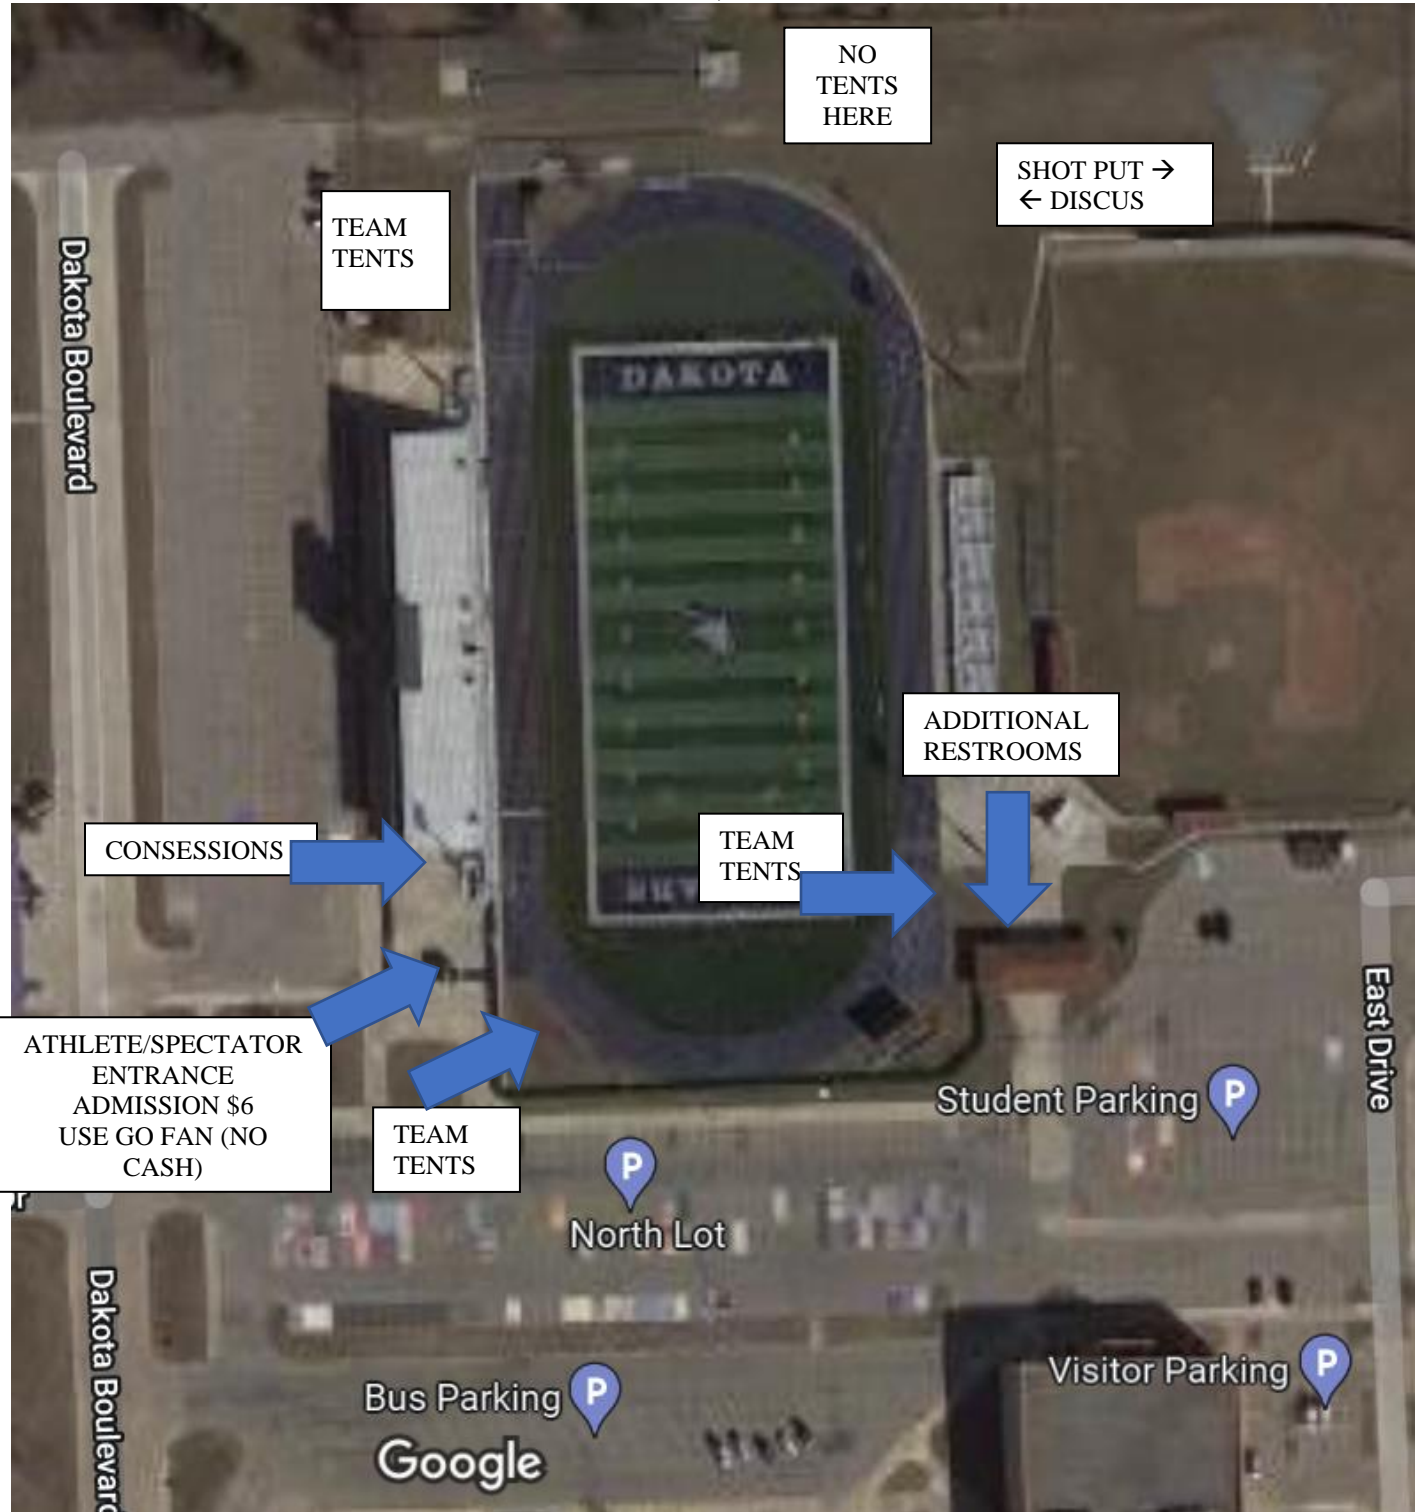 NO
TENTS
HERE
SHOT PUT →
← DISCUS
TEAM
TENTS
Dakota Boulevard
DAKOTA
ADDITIONAL
RESTROOMS
CONSESSIONS
TEAM
TENTS
East Drive
ATHLETE/SPECTATOR
ENTRANCE
ADMISSION $6
USE GO FAN (NO
CASH)
TEAM
TENTS
Student Parking P
P
North Lot
Dakota Boulevard
Visitor Parking P
Bus Parking P
Google